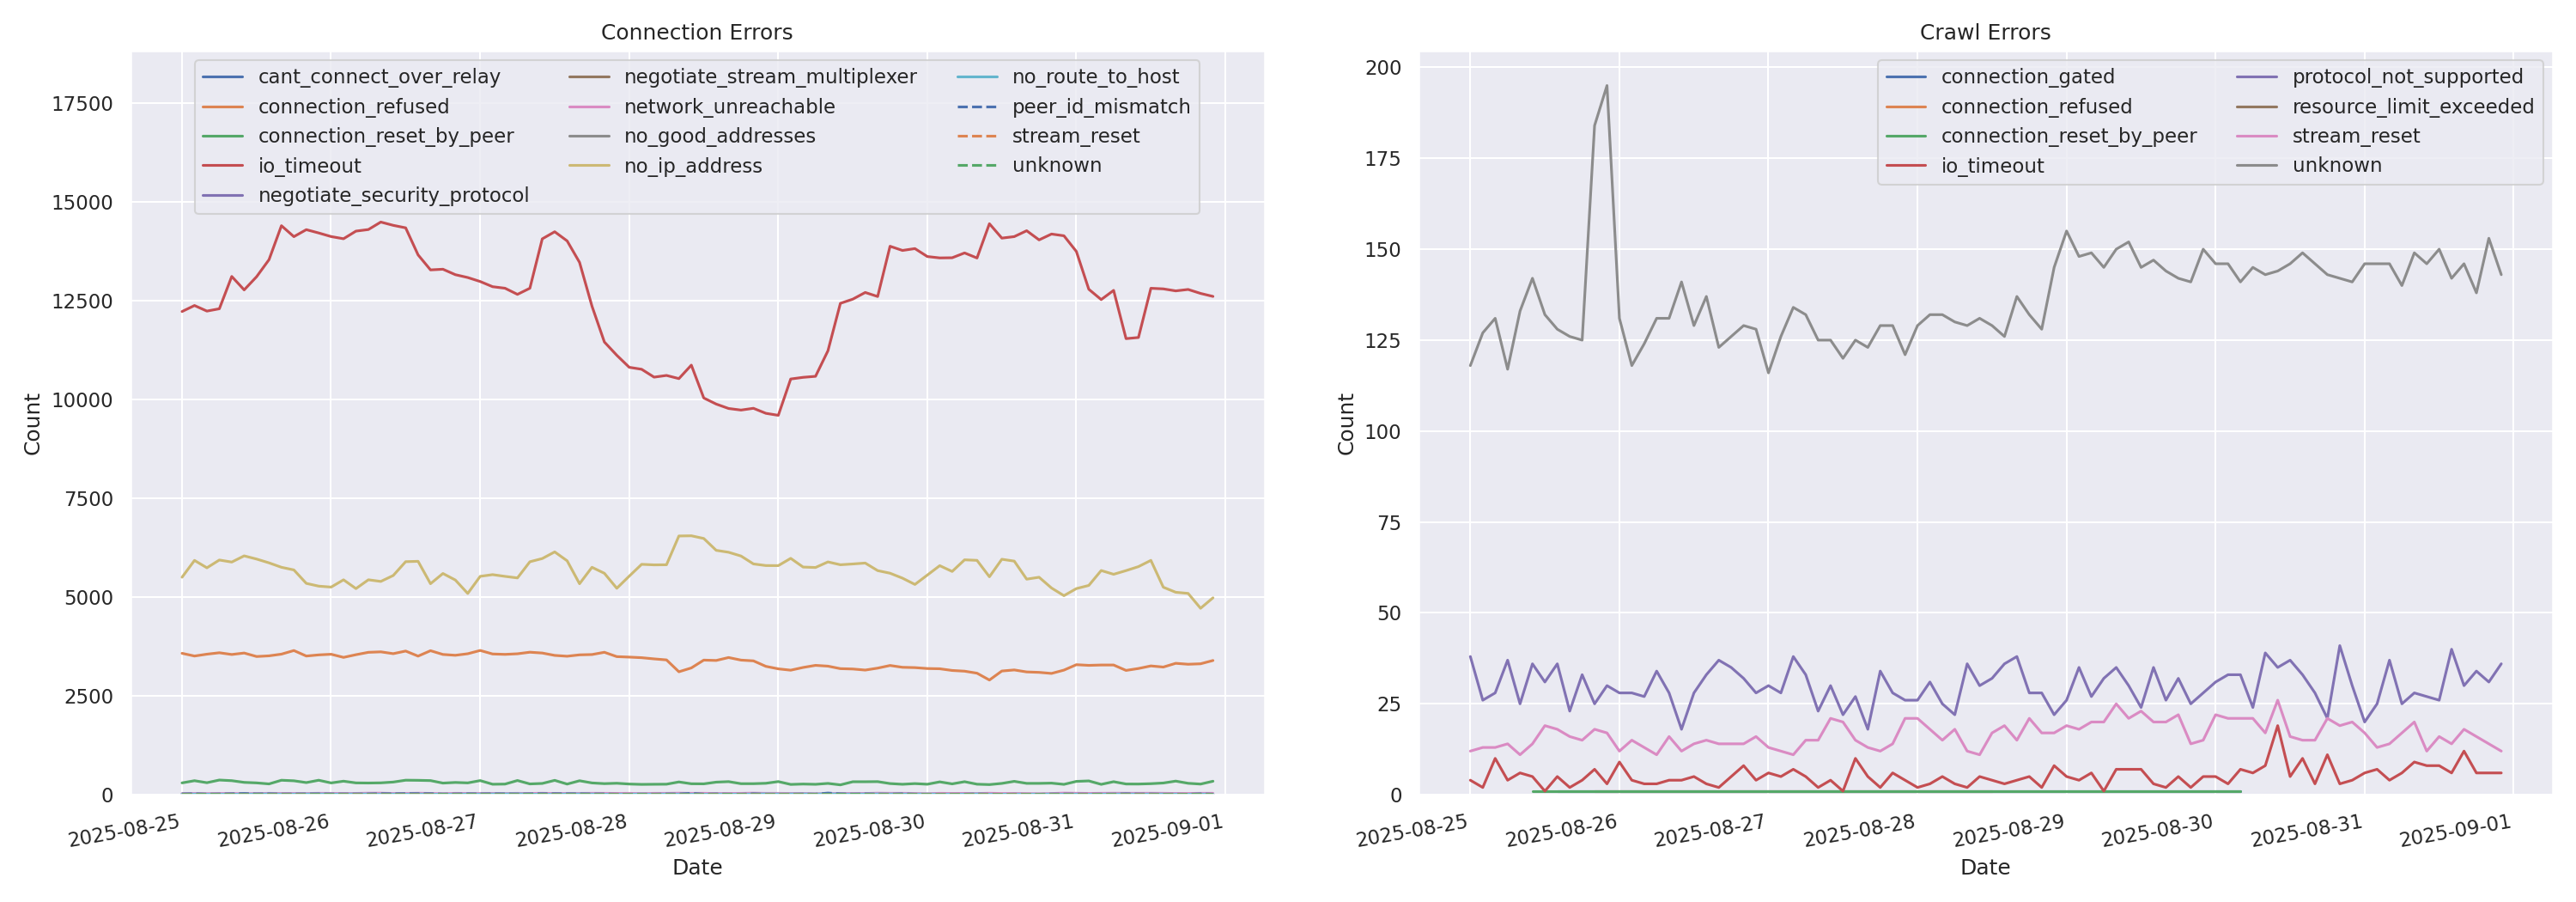 Connection Errors
cant_connect_over_relay
connection_refused
connection_reset_by_peer
io_timeout
negotiate_security_protocol
negotiate_stream_multiplexer
network_unreachable
no_good_addresses
no_ip_address
no_route_to_host
peer_id_mismatch
stream_reset
unknown
17500
15000
12500
10000
7500
5000
2500
0
Count
2025-08-25
2025-08-26
2025-08-27
2025-08-28
2025-08-29
2025-08-30
2025-08-31
2025-09-01
Date
Crawl Errors
connection_gated
connection_refused
connection_reset_by_peer
io_timeout
protocol_not_supported
resource_limit_exceeded
stream_reset
unknown
200
175
150
125
100
75
50
25
0
Count
2025-08-25
2025-08-26
2025-08-27
2025-08-28
2025-08-29
2025-08-30
2025-08-31
2025-09-01
Date